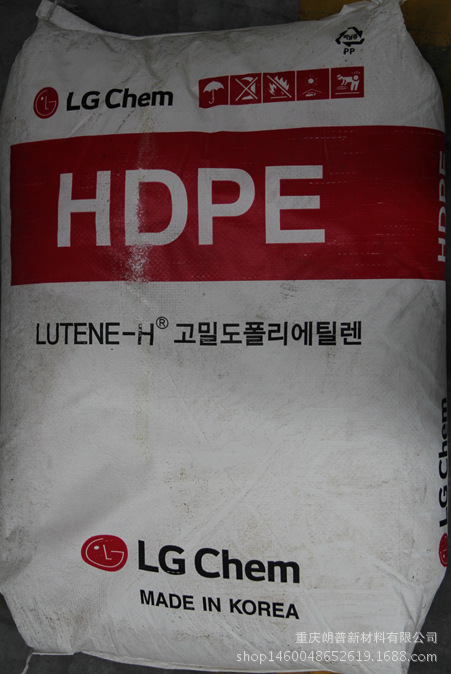 PP
LG Chem
HDPE
HDPE
LUTENE-H® 고밀도폴리에틸렌
LG Chem
LG Chem
MADE IN KOREA
重庆朗普新材料有限公司
shop1460048652619.1688.com